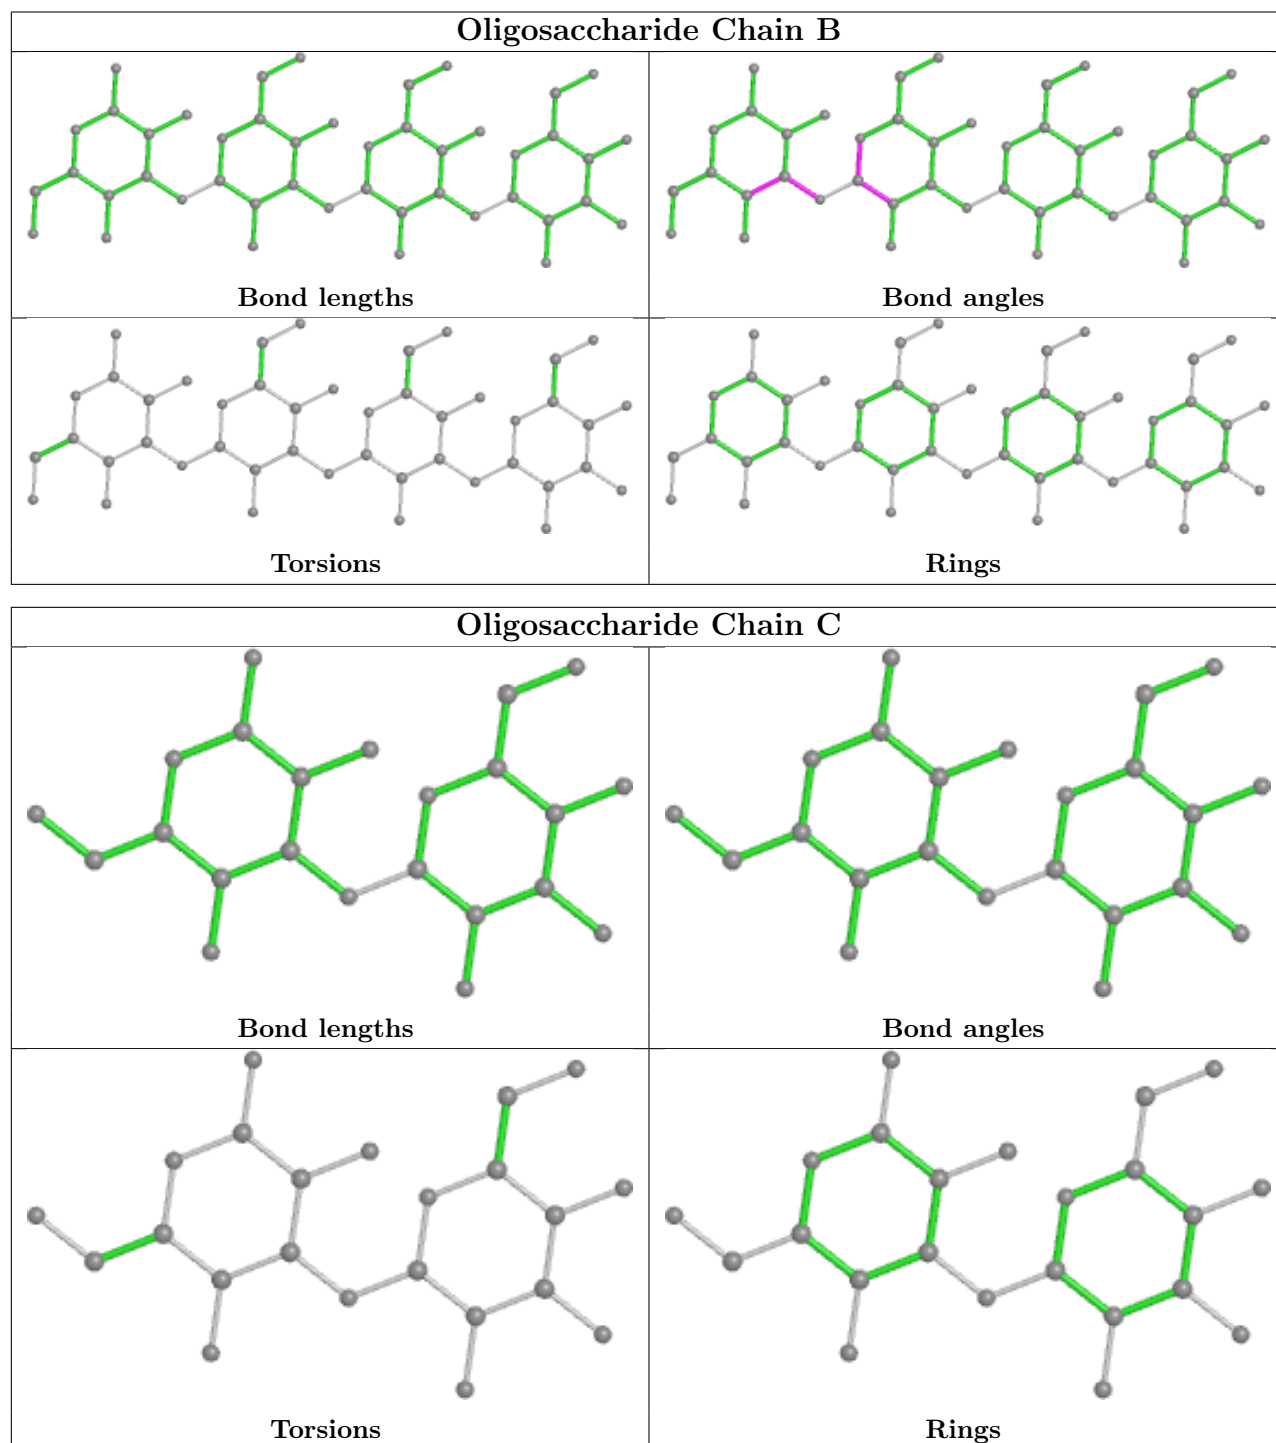 Oligosaccharide Chain B
Bond lengths
Bond angles
Torsions
Rings
Oligosaccharide Chain C
Bond lengths
Bond angles
Torsions
Rings